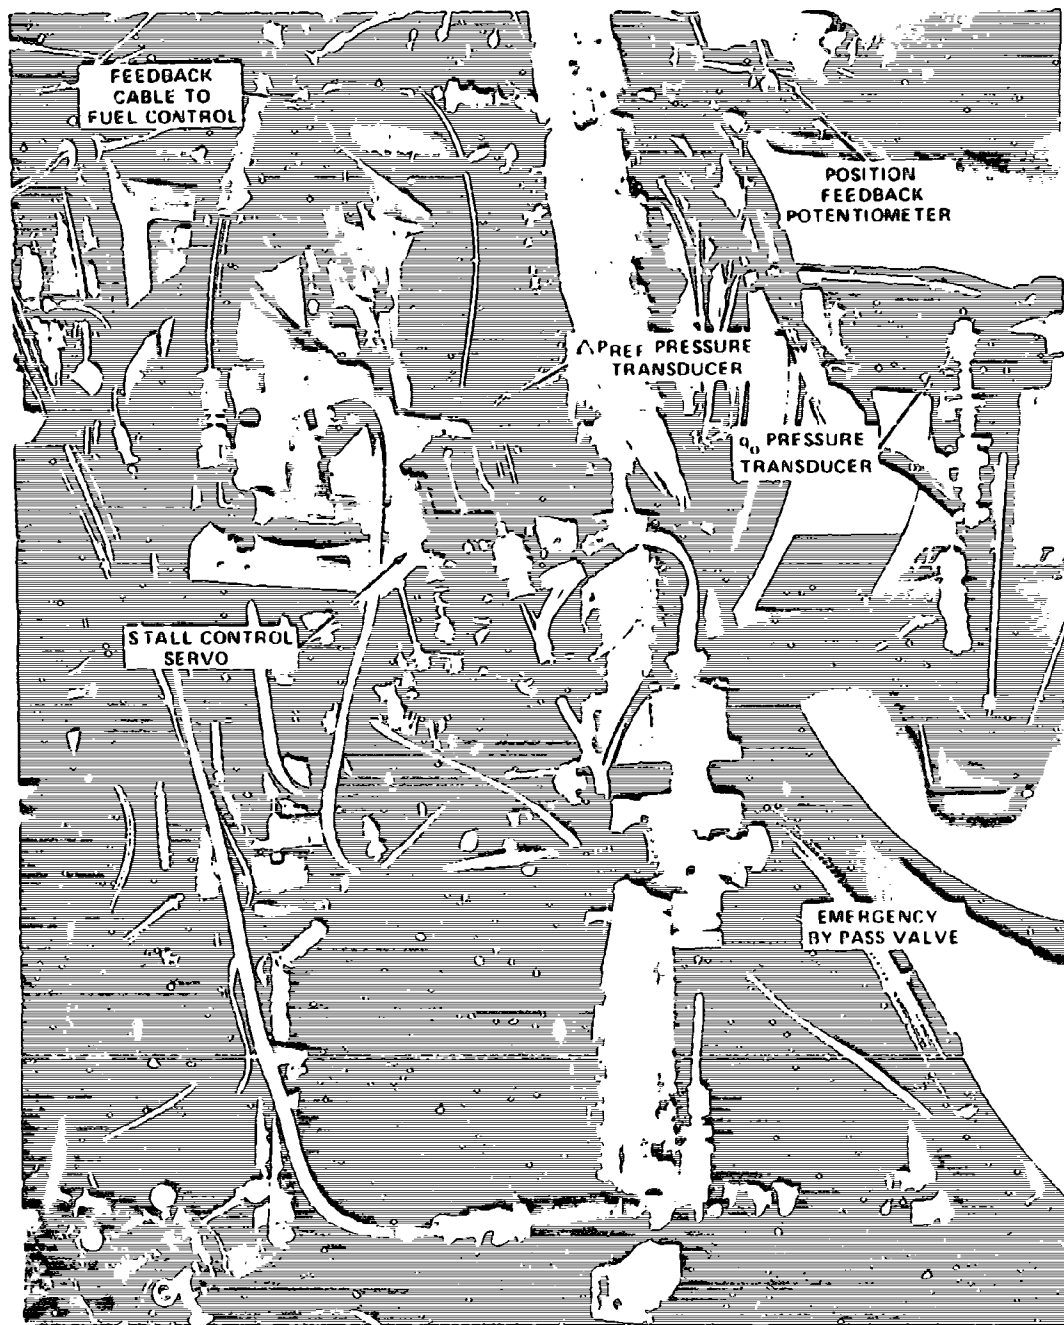 FEEDBACK
CABLE TO
FUEL CONTROL
POSITION
FEEDBACK
POTENTIOMETER
ΔPREF PRESSURE
TRANSDUCER
q₀ PRESSURE
TRANSDUCER
STALL CONTROL
SERVO
EMERGENCY
BY PASS VALVE